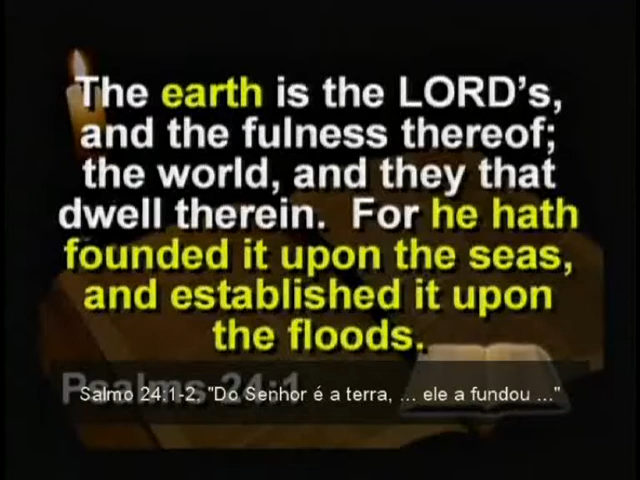 The earth is the LORD's,
and the fulness thereof;
the world, and they that
dwell therein.  For he hath
founded it upon the seas,
and established it upon
the floods.
Psalms 24:1
Salmo 24:1-2, "Do Senhor é a terra, ... ele a fundou ..."